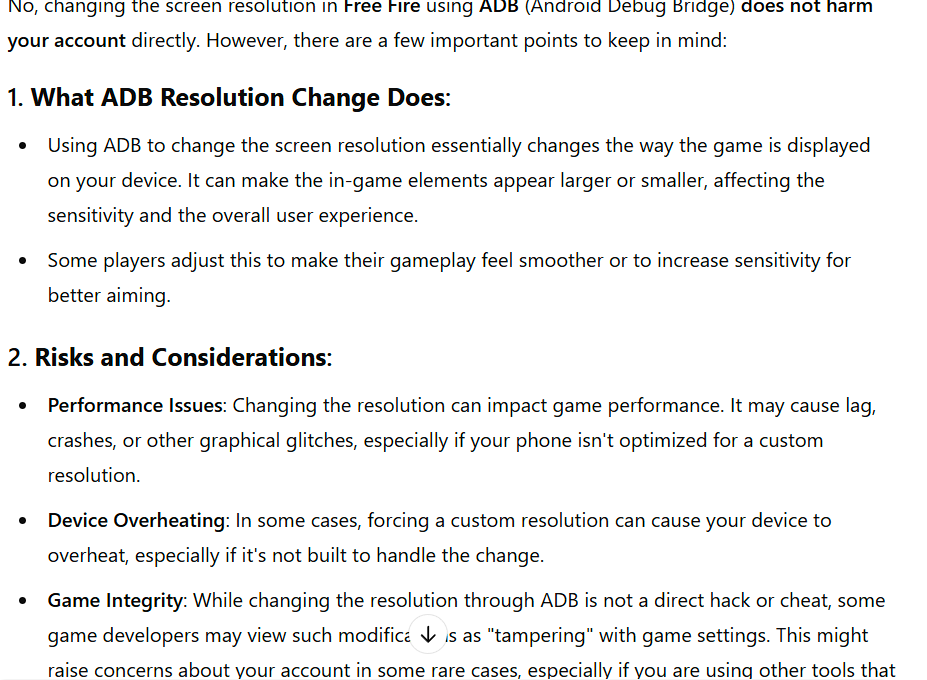 No, changing the screen resolution in Free Fire using ADB (Android Debug Bridge) does not harm
your account directly. However, there are a few important points to keep in mind:
1. What ADB Resolution Change Does:
• Using ADB to change the screen resolution essentially changes the way the game is displayed
on your device. It can make the in-game elements appear larger or smaller, affecting the
sensitivity and the overall user experience.
• Some players adjust this to make their gameplay feel smoother or to increase sensitivity for
better aiming.
2. Risks and Considerations:
• Performance Issues: Changing the resolution can impact game performance. It may cause lag,
crashes, or other graphical glitches, especially if your phone isn't optimized for a custom
resolution.
• Device Overheating: In some cases, forcing a custom resolution can cause your device to
overheat, especially if it's not built to handle the change.
• Game Integrity: While changing the resolution through ADB is not a direct hack or cheat, some
game developers may view such as "tampering" with game settings. This might
raise concerns about your account in some rare cases, especially if you are using other tools that